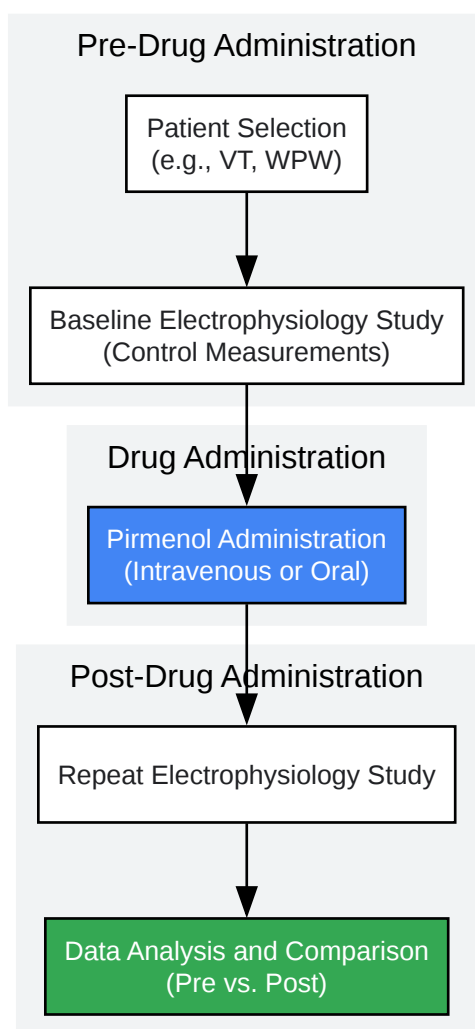 Pre-Drug Administration
Patient Selection
(e.g., VT, WPW)
Baseline Electrophysiology Study
(Control Measurements)
Drug Administration
Pirmenol Administration
(Intravenous or Oral)
Post-Drug Administration
Repeat Electrophysiology Study
Data Analysis and Comparison
(Pre vs. Post)